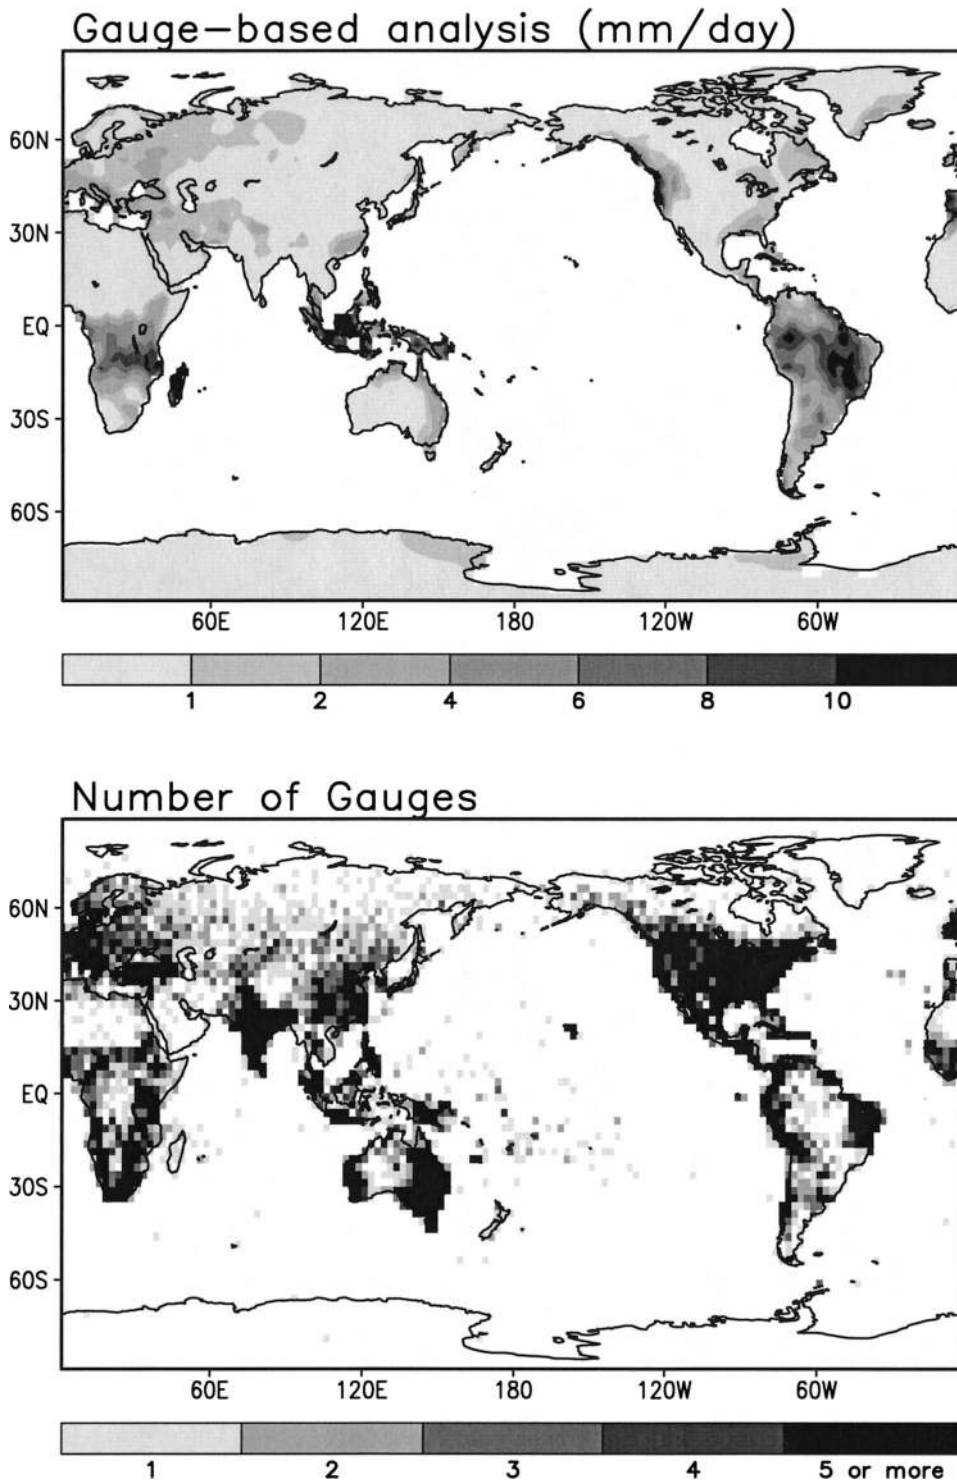 Gauge-based analysis (mm/day)
60N
30N
EQ
30S
60S
60E 120E 180 120W 60W
1 2 4 6 8 10
Number of Gauges
60N
30N
EQ
30S
60S
60E 120E 180 120W 60W
1 2 3 4 5 or more